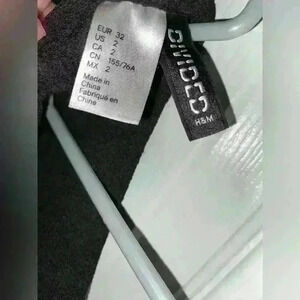 EUR 32
US 2
CA 2
CN 155/76A
MX 2
Made in
China
Fabriqué en
Chine
DIVIDED
H&M